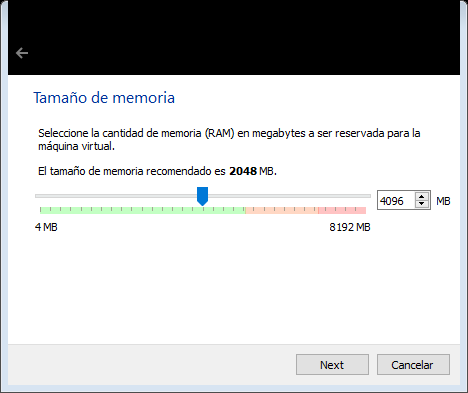 Tamaño de memoria
Seleccione la cantidad de memoria (RAM) en megabytes a ser reservada para la
máquina virtual.
El tamaño de memoria recomendado es 2048 MB.
4096 MB
4 MB 8192 MB
Next Cancelar